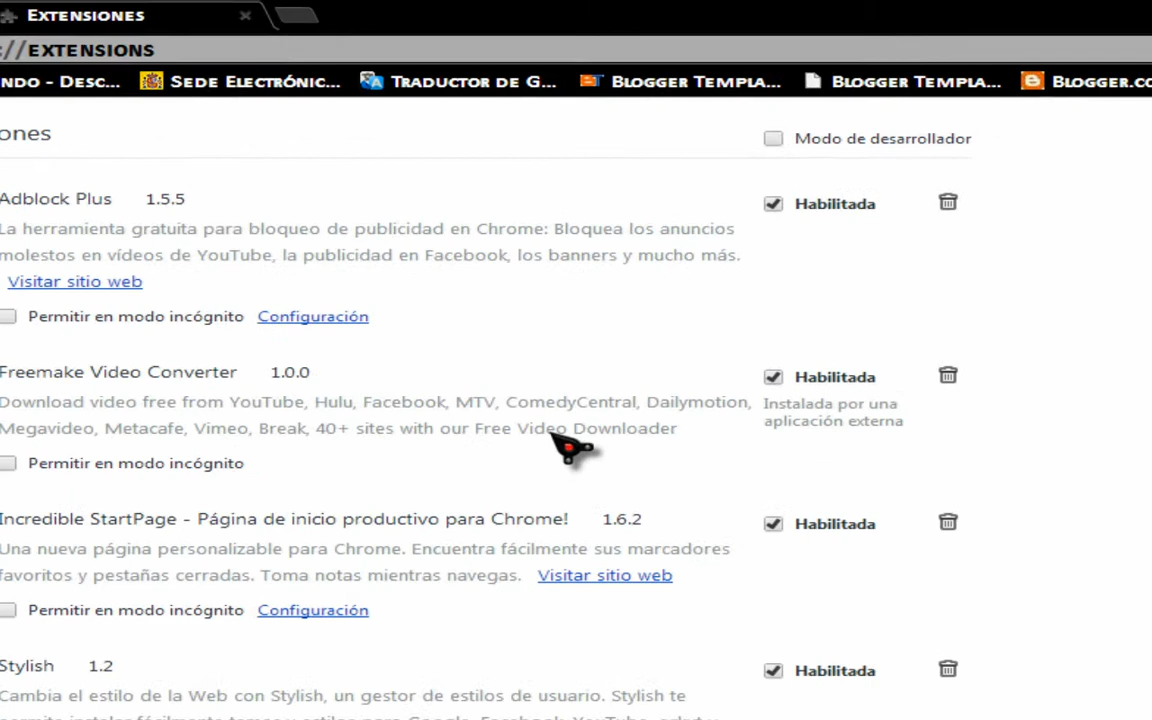 EXTENSIONES
://EXTENSIONS
NDO - DESC... SEDE ELECTRÓNIC... TRADUCTOR DE G... BLOGGER TEMPLA... BLOGGER TEMPLA... BLOGGER.CO
ones
Modo de desarrollador
Adblock Plus 1.5.5
Habilitada
La herramienta gratuita para bloqueo de publicidad en Chrome: Bloquea los anuncios
molestos en vídeos de YouTube, la publicidad en Facebook, los banners y mucho más.
Visitar sitio web
Permitir en modo incógnito Configuración
Freemake Video Converter 1.0.0
Habilitada
Download video free from YouTube, Hulu, Facebook, MTV, ComedyCentral, Dailymotion,
Megavideo, Metacafe, Vimeo, Break, 40+ sites with our Free Video Downloader
Instalada por una
aplicación externa
Permitir en modo incógnito
Incredible StartPage - Página de inicio productivo para Chrome! 1.6.2
Habilitada
Una nueva página personalizable para Chrome. Encuentra fácilmente sus marcadores
favoritos y pestañas cerradas. Toma notas mientras navegas. Visitar sitio web
Permitir en modo incógnito Configuración
Stylish 1.2
Habilitada
Cambia el estilo de la Web con Stylish, un gestor de estilos de usuario. Stylish te